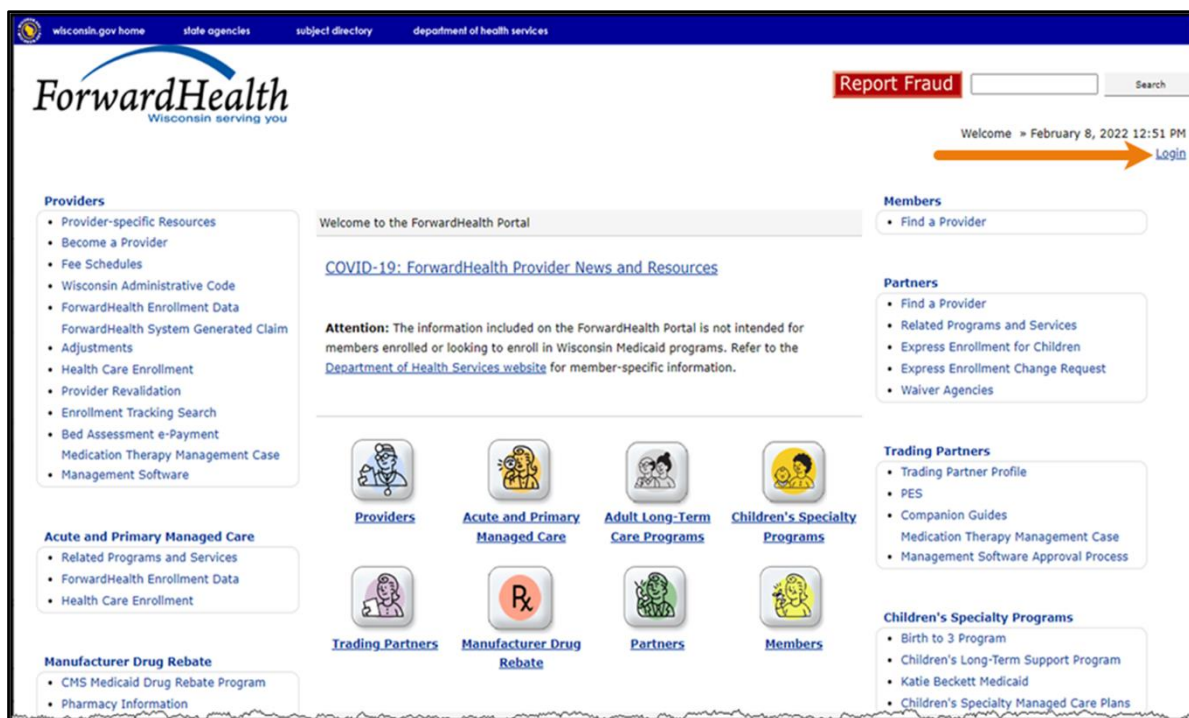 wisconsin.gov home state agencies subject directory department of health services
ForwardHealth
Wisconsin serving you
Report Fraud
Search
Welcome » February 8, 2022 12:51 PM
Login
Providers
• Provider-specific Resources
• Become a Provider
• Fee Schedules
• Wisconsin Administrative Code
• ForwardHealth Enrollment Data
ForwardHealth System Generated Claim
• Adjustments
• Health Care Enrollment
• Provider Revalidation
• Enrollment Tracking Search
• Bed Assessment e-Payment
Medication Therapy Management Case
• Management Software
Acute and Primary Managed Care
• Related Programs and Services
• ForwardHealth Enrollment Data
• Health Care Enrollment
Manufacturer Drug Rebate
• CMS Medicaid Drug Rebate Program
• Pharmacy Information
Welcome to the ForwardHealth Portal
COVID-19: ForwardHealth Provider News and Resources
Attention: The information included on the ForwardHealth Portal is not intended for
members enrolled or looking to enroll in Wisconsin Medicaid programs. Refer to the
Department of Health Services website for member-specific information.
Providers
Acute and Primary
Managed Care
Adult Long-Term
Care Programs
Children's Specialty
Programs
Rx
Trading Partners
Manufacturer Drug
Rebate
Partners
Members
Members
• Find a Provider
Partners
• Find a Provider
• Related Programs and Services
• Express Enrollment for Children
• Express Enrollment Change Request
• Waiver Agencies
Trading Partners
• Trading Partner Profile
• PES
• Companion Guides
Medication Therapy Management Case
• Management Software Approval Process
Children's Specialty Programs
• Birth to 3 Program
• Children's Long-Term Support Program
• Katie Beckett Medicaid
• Children's Specialty Managed Care Plans